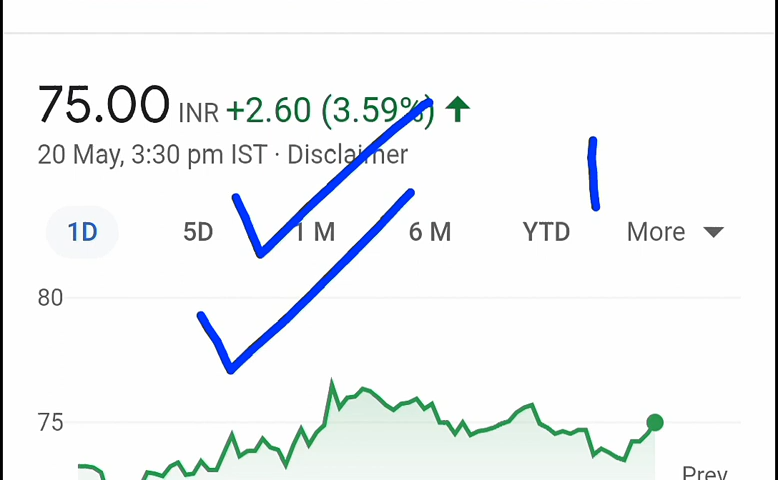 75.00 INR +2.60 (3.59%) ↑
20 May, 3:30 pm IST · Disclaimer
1D 5D 1 M 6 M YTD More
80
75
Prev